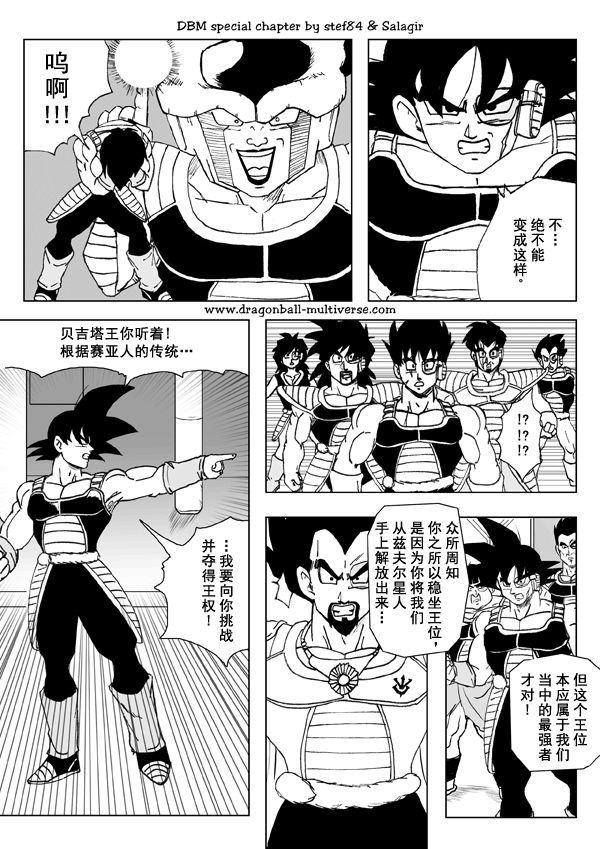 DBM special chapter by stef84 & Salagir
呜
啊
!!!
不…
绝不能
变成这样。
www.dragonball-multiverse.com
贝吉塔王你听着！
根据赛亚人的传统…
…我要向你挑战
并夺得王权！
!?
!?
!?
众所周知
你之所以稳坐王位，
是因为你将我们
从兹夫尔星人
手上解放出来…
但这个王位
本应属于我们
当中的最强者
才对！